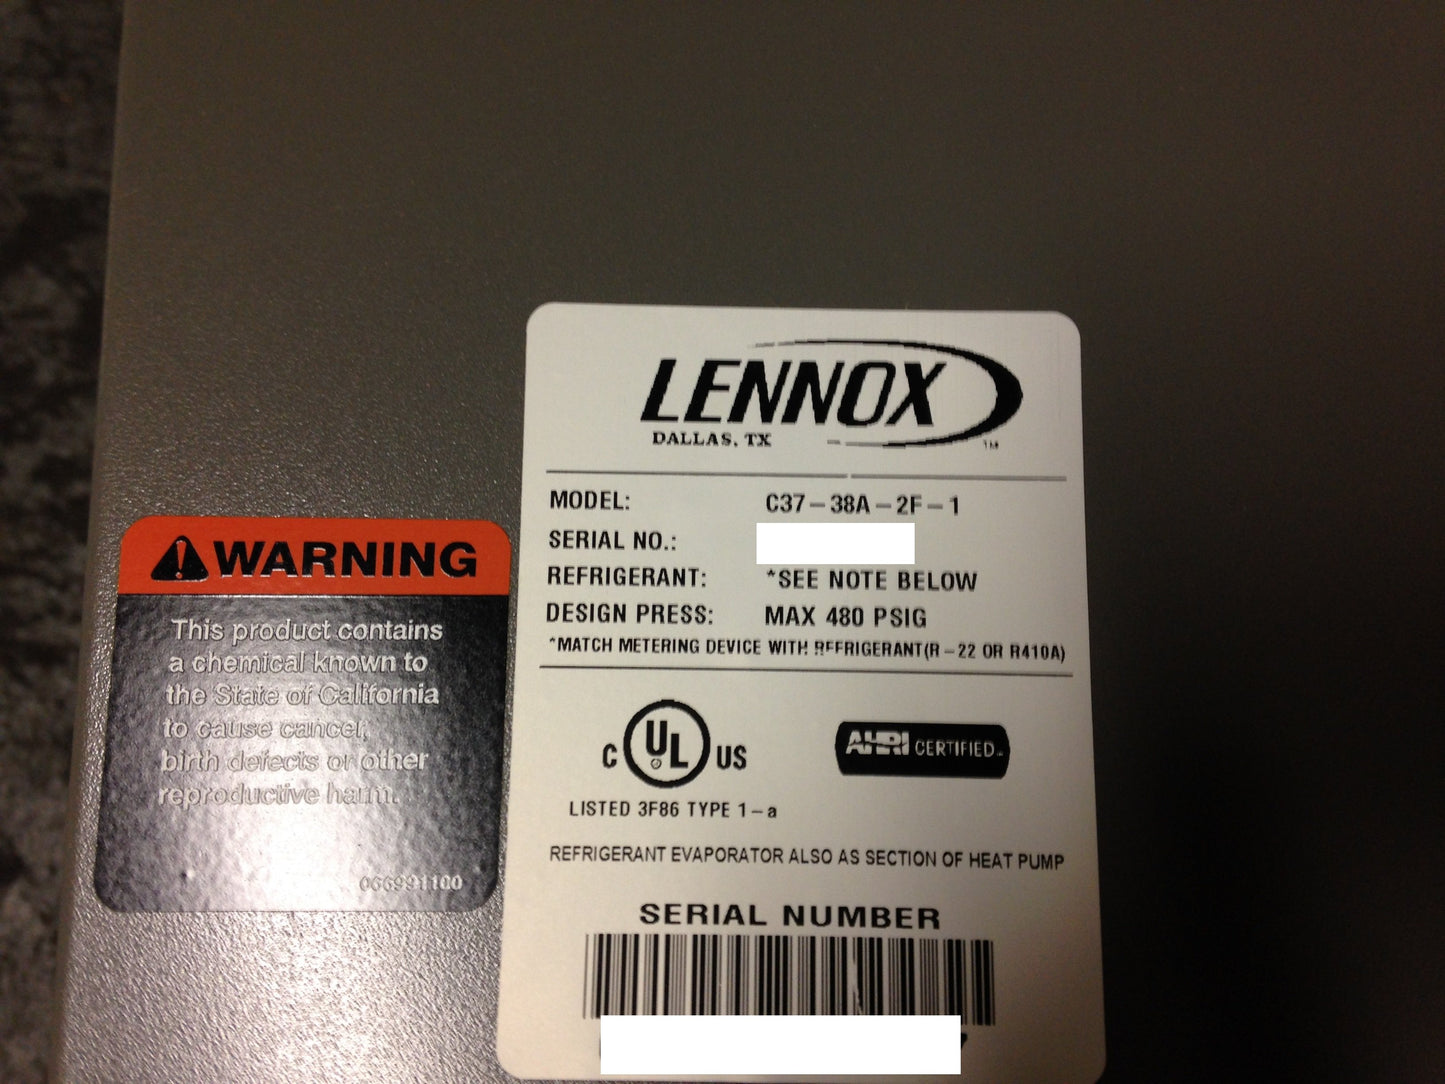 LENNOX
DALLAS, TX
™
MODEL: C37-38A-2F-1
SERIAL NO.:
REFRIGERANT: *SEE NOTE BELOW
DESIGN PRESS: MAX 480 PSIG
*MATCH METERING DEVICE WITH REFRIGERANT(R-22 OR R410A)
C UL US
AHRI CERTIFIED™
LISTED 3F86 TYPE 1-a
REFRIGERANT EVAPORATOR ALSO AS SECTION OF HEAT PUMP
SERIAL NUMBER
WARNING
This product contains
a chemical known to
the State of California
to cause cancer,
birth defects or other
reproductive harm.
066991100